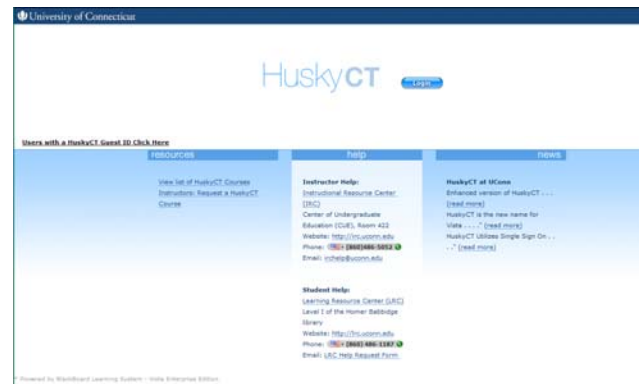 University of Connecticut
HuskyCT
Login
Users with a HuskyCT Guest ID Click Here
resources
View list of HuskyCT Courses
Instructors: Request a HuskyCT
Course
help
Instructor Help:
Instructional Resource Center
(IRC)
Center of Undergraduate
Education (CUE), Room 422
Website: http://irc.uconn.edu
Phone: (860)486-5052
Email: irchelp@uconn.edu
Student Help:
Learning Resource Center (LRC)
Level I of the Homer Babbidge
library
Website: http://lrc.uconn.edu
Phone: (860) 486-1187
Email: LRC Help Request Form
news
HuskyCT at UConn
Enhanced version of HuskyCT . . .
(read more)
HuskyCT is the new name for
Vista . . . ." (read more)
HuskyCT Utilizes Single Sign On . .
. ." (read more)
Powered by BlackBoard Learning System - Vista Enterprise Edition